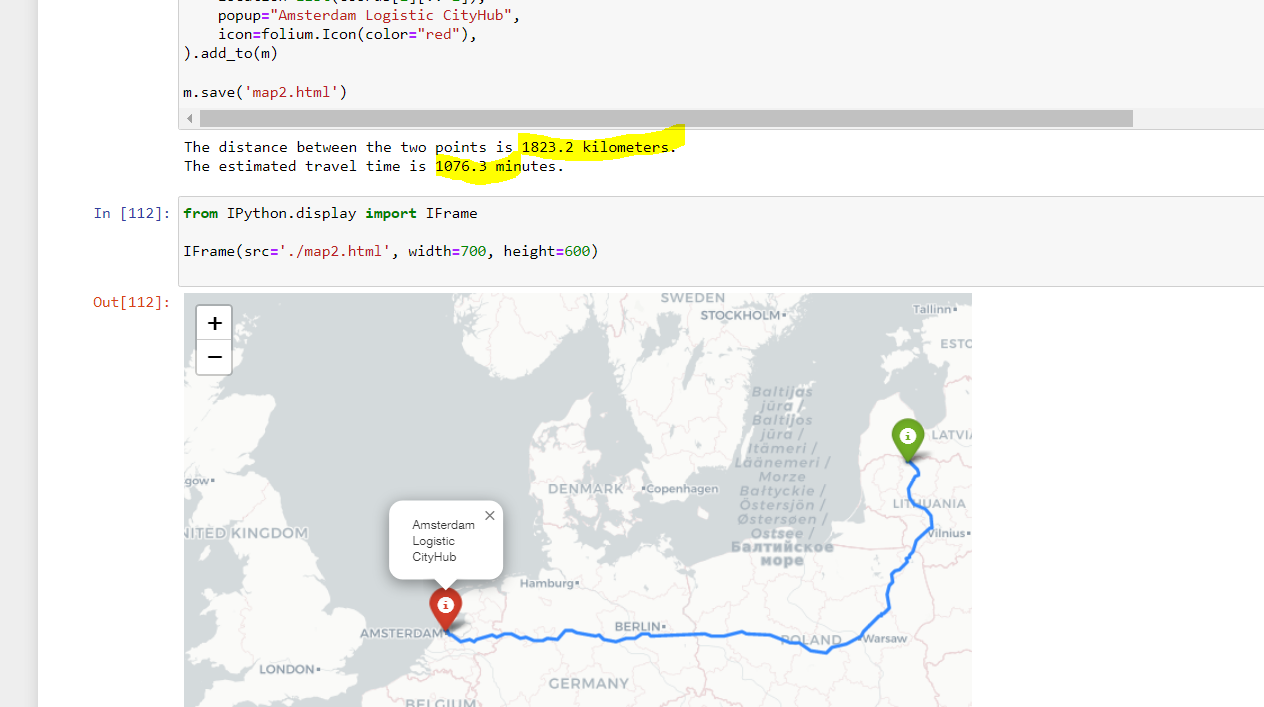 popup="Amsterdam Logistic CityHub",
icon=folium.Icon(color="red"),
).add_to(m)
m.save('map2.html')
The distance between the two points is 1823.2 kilometers.
The estimated travel time is 1076.3 minutes.
In [112]:
from IPython.display import IFrame
IFrame(src='./map2.html', width=700, height=600)
Out[112]:
+
−
SWEDEN
STOCKHOLM
Tallinn
ESTO
Baltijas
jūra /
Baltijos
jūra /
Itämeri /
Läänemeri /
Morze
Bałtyckie /
Östersjön /
Østersøen /
Ostsee /
Балтийское
море
LATVIA
gow
DENMARK
Copenhagen
LITHUANIA
NITED KINGDOM
Vilnius
Amsterdam
Logistic
CityHub
Hamburg
AMSTERDAM
BERLIN
POLAND
Warsaw
LONDON
GERMANY
BELGIUM